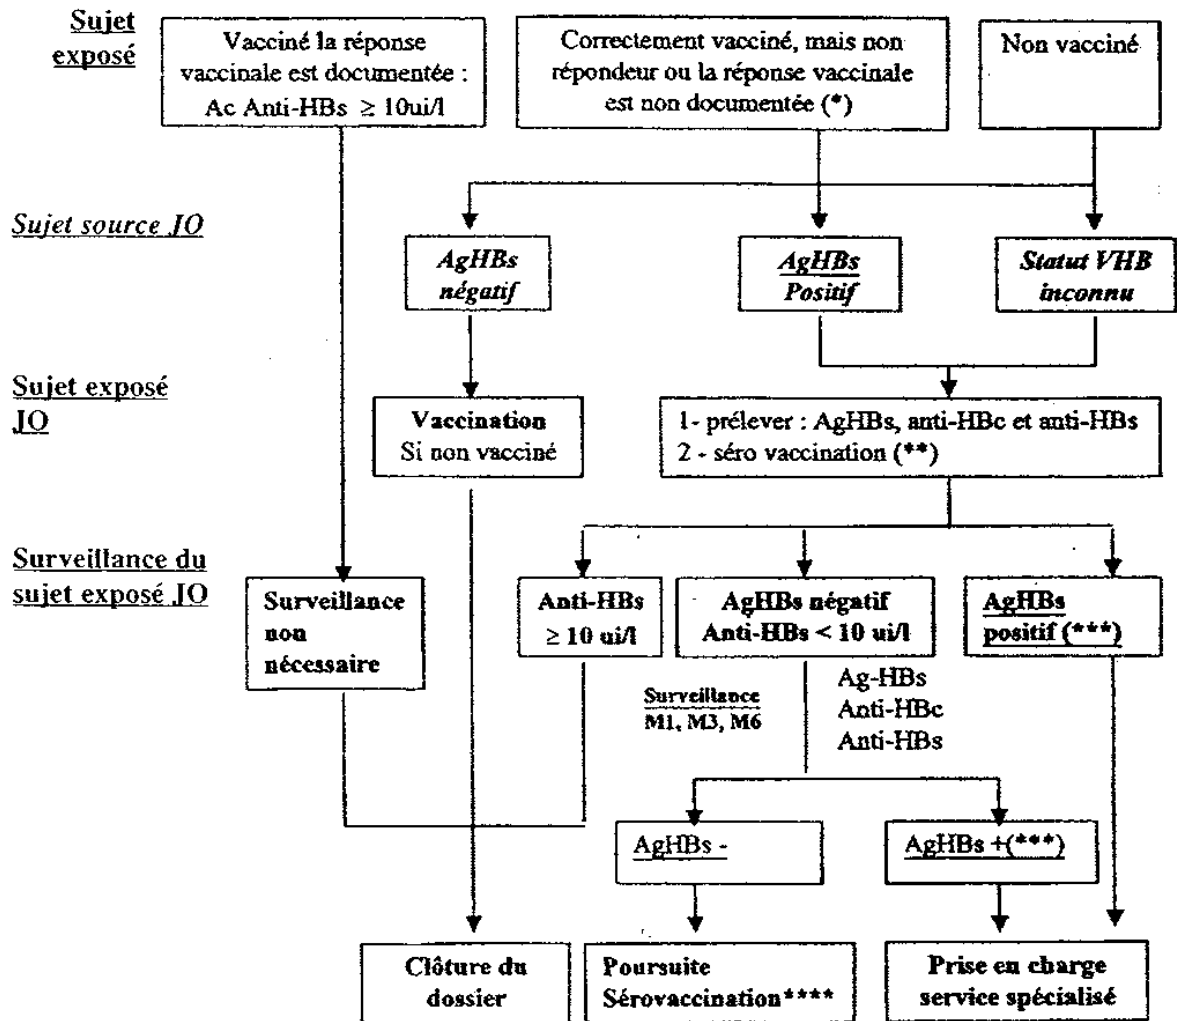 Sujet
exposé
Vacciné la réponse
vaccinale est documentée :
Ac Anti-HBs ≥ 10ui/l
Correctement vacciné, mais non
répondeur ou la réponse vaccinale
est non documentée (*)
Non vacciné
Sujet source JO
AgHBs
négatif
AgHBs
Positif
Statut VHB
inconnu
Sujet exposé
JO
Vaccination
Si non vacciné
1- prélever : AgHBs, anti-HBc et anti-HBs
2 - séro vaccination (**)
Surveillance du
sujet exposé JO
Surveillance
non
nécessaire
Anti-HBs
≥ 10 ui/l
AgHBs négatif
Anti-HBs < 10 ui/l
AgHBs
positif (***)
Surveillance
M1, M3, M6
Ag-HBs
Anti-HBc
Anti-HBs
AgHBs -
AgHBs +(***)
Clôture du
dossier
Poursuite
Sérovaccination****
Prise en charge
service spécialisé